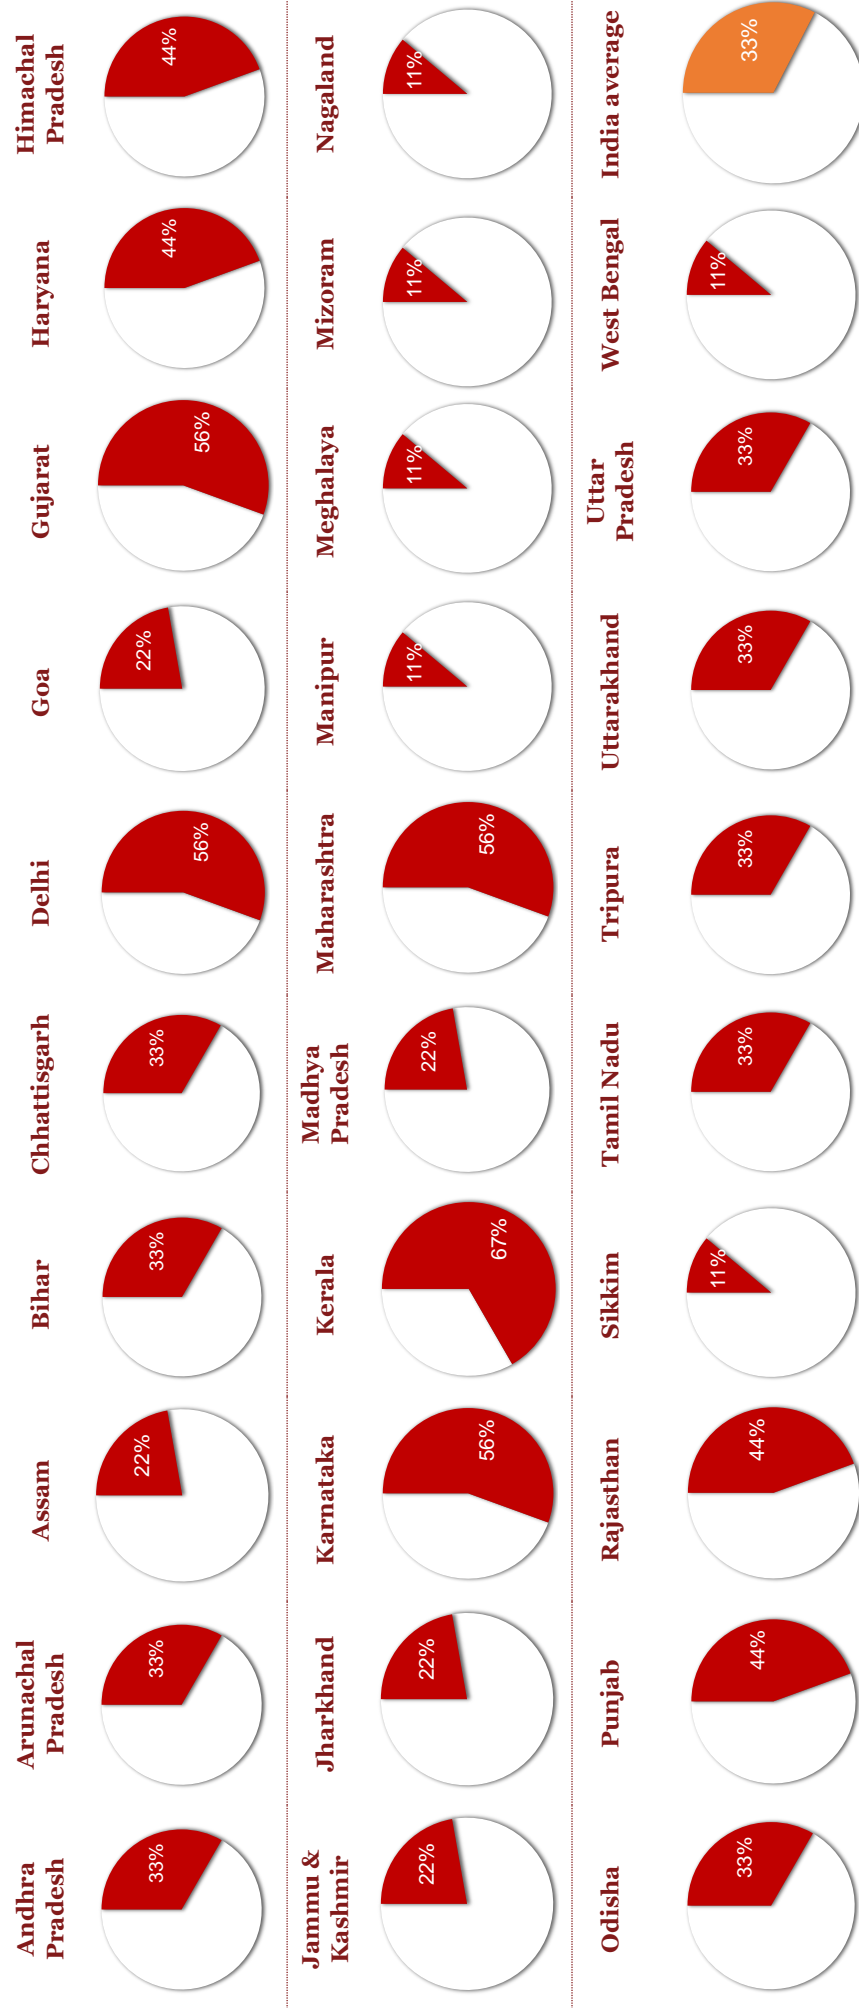 Andhra
Pradesh
33%
Arunachal
Pradesh
33%
Assam
22%
Bihar
33%
Chhattisgarh
33%
Delhi
56%
Goa
22%
Gujarat
56%
Haryana
44%
Himachal
Pradesh
44%
Jammu &
Kashmir
22%
Jharkhand
22%
Karnataka
56%
Kerala
67%
Madhya
Pradesh
22%
Maharashtra
56%
Manipur
11%
Meghalaya
11%
Mizoram
11%
Nagaland
11%
Odisha
33%
Punjab
44%
Rajasthan
44%
Sikkim
11%
Tamil Nadu
33%
Tripura
33%
Uttarakhand
33%
Uttar
Pradesh
33%
West Bengal
11%
India average
33%